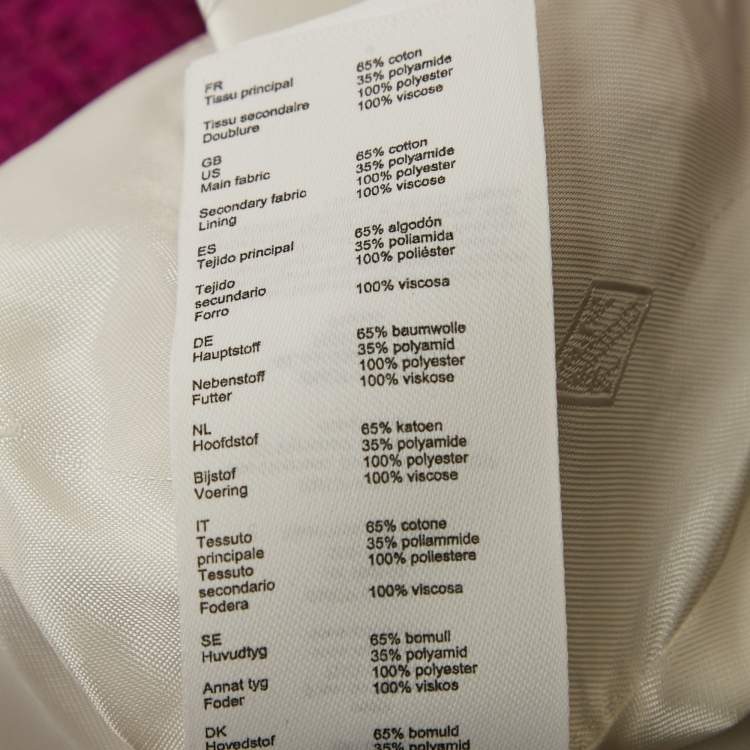 FR 65% coton
Tissu principal 35% polyamide
100% polyester
Tissu secondaire 100% viscose
Doublure
GB
US 65% cotton
Main fabric 35% polyamide
100% polyester
Secondary fabric 100% viscose
Lining
ES 65% algodón
Tejido principal 35% poliamida
100% poliéster
Tejido
secundario 100% viscosa
Forro
DE 65% baumwolle
Hauptstoff 35% polyamid
100% polyester
Nebenstoff 100% viskose
Futter
NL 65% katoen
Hoofdstof 35% polyamide
100% polyester
Bijstof 100% viscose
Voering
IT 65% cotone
Tessuto 35% poliammide
principale 100% poliestere
Tessuto
secondario 100% viscosa
Fodera
SE 65% bomull
Huvudtyg 35% polyamid
100% polyester
Annat tyg 100% viskos
Foder
DK 65% bomuld
Hovedstof 35% polyamid